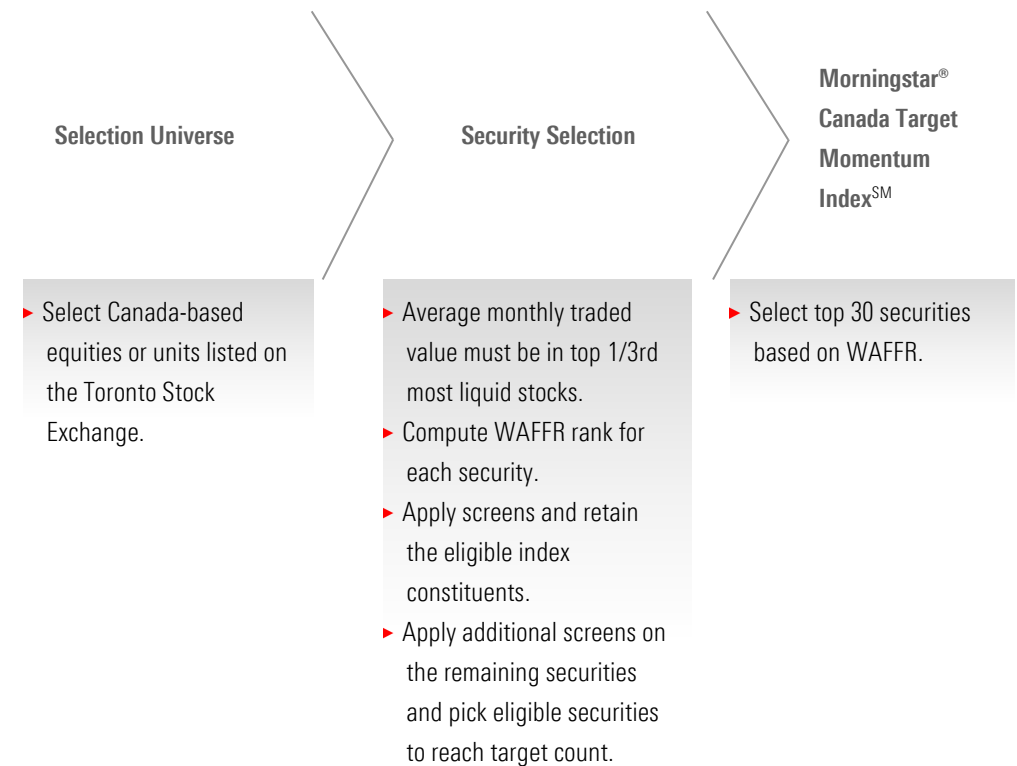 Selection Universe
Security Selection
Morningstar®
Canada Target
Momentum
Index℠
► Select Canada-based
equities or units listed on
the Toronto Stock
Exchange.
► Average monthly traded
value must be in top 1/3rd
most liquid stocks.
► Compute WAFFR rank for
each security.
► Apply screens and retain
the eligible index
constituents.
► Apply additional screens on
the remaining securities
and pick eligible securities
to reach target count.
► Select top 30 securities
based on WAFFR.